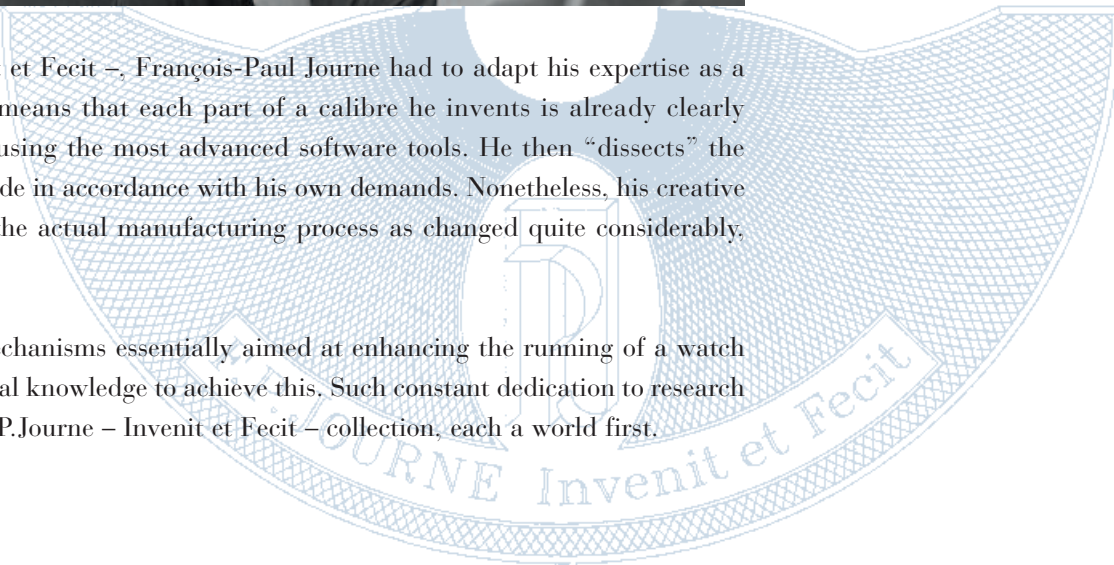 et Fecit –, François-Paul Journe had to adapt his expertise as a
means that each part of a calibre he invents is already clearly
using the most advanced software tools. He then “dissects” the
de in accordance with his own demands. Nonetheless, his creative
the actual manufacturing process as changed quite considerably,
chanisms essentially aimed at enhancing the running of a watch
al knowledge to achieve this. Such constant dedication to research
P.Journe – Invenit et Fecit – collection, each a world first.
F.P. JOURNE Invenit et Fecit